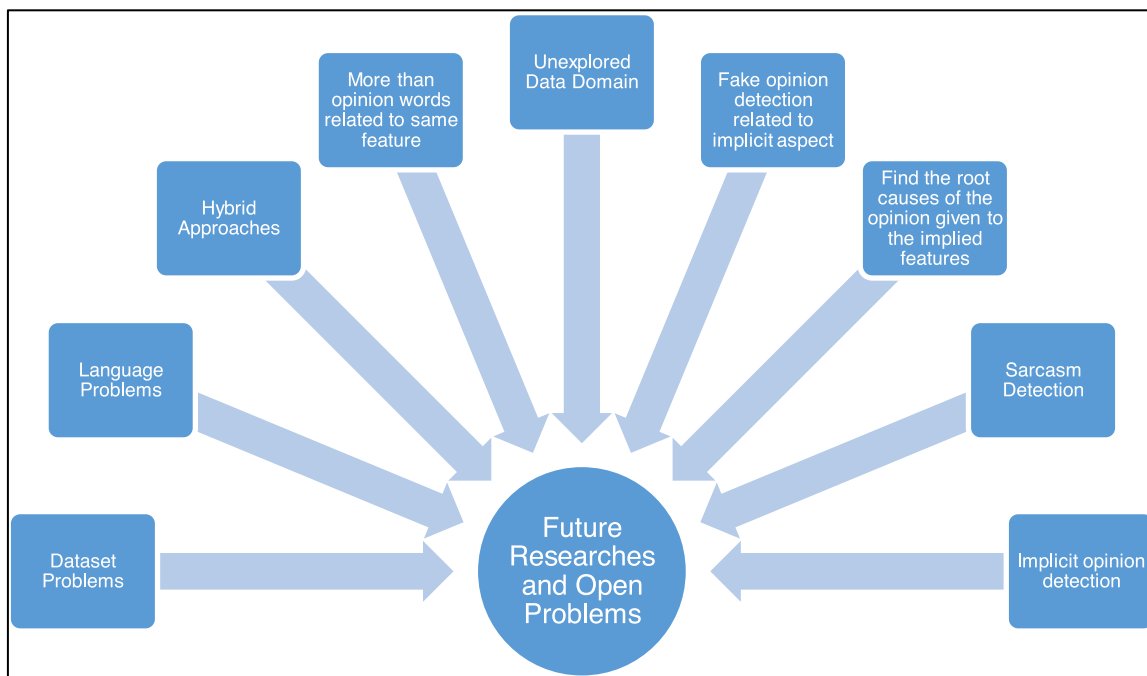 Unexplored
Data Domain
More than
opinion words
related to same
feature
Fake opinion
detection
related to
implicit aspect
Hybrid
Approaches
Find the root
causes of the
opinion given to
the implied
features
Language
Problems
Sarcasm
Detection
Dataset
Problems
Future
Researches
and Open
Problems
Implicit opinion
detection